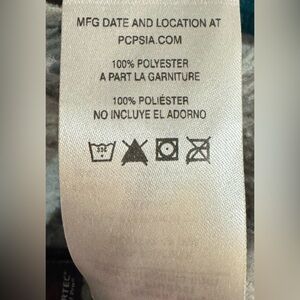 MFG DATE AND LOCATION AT
PCPSIA.COM
100% POLYESTER
A PART LA GARNITURE
100% POLIÉSTER
NO INCLUYE EL ADORNO